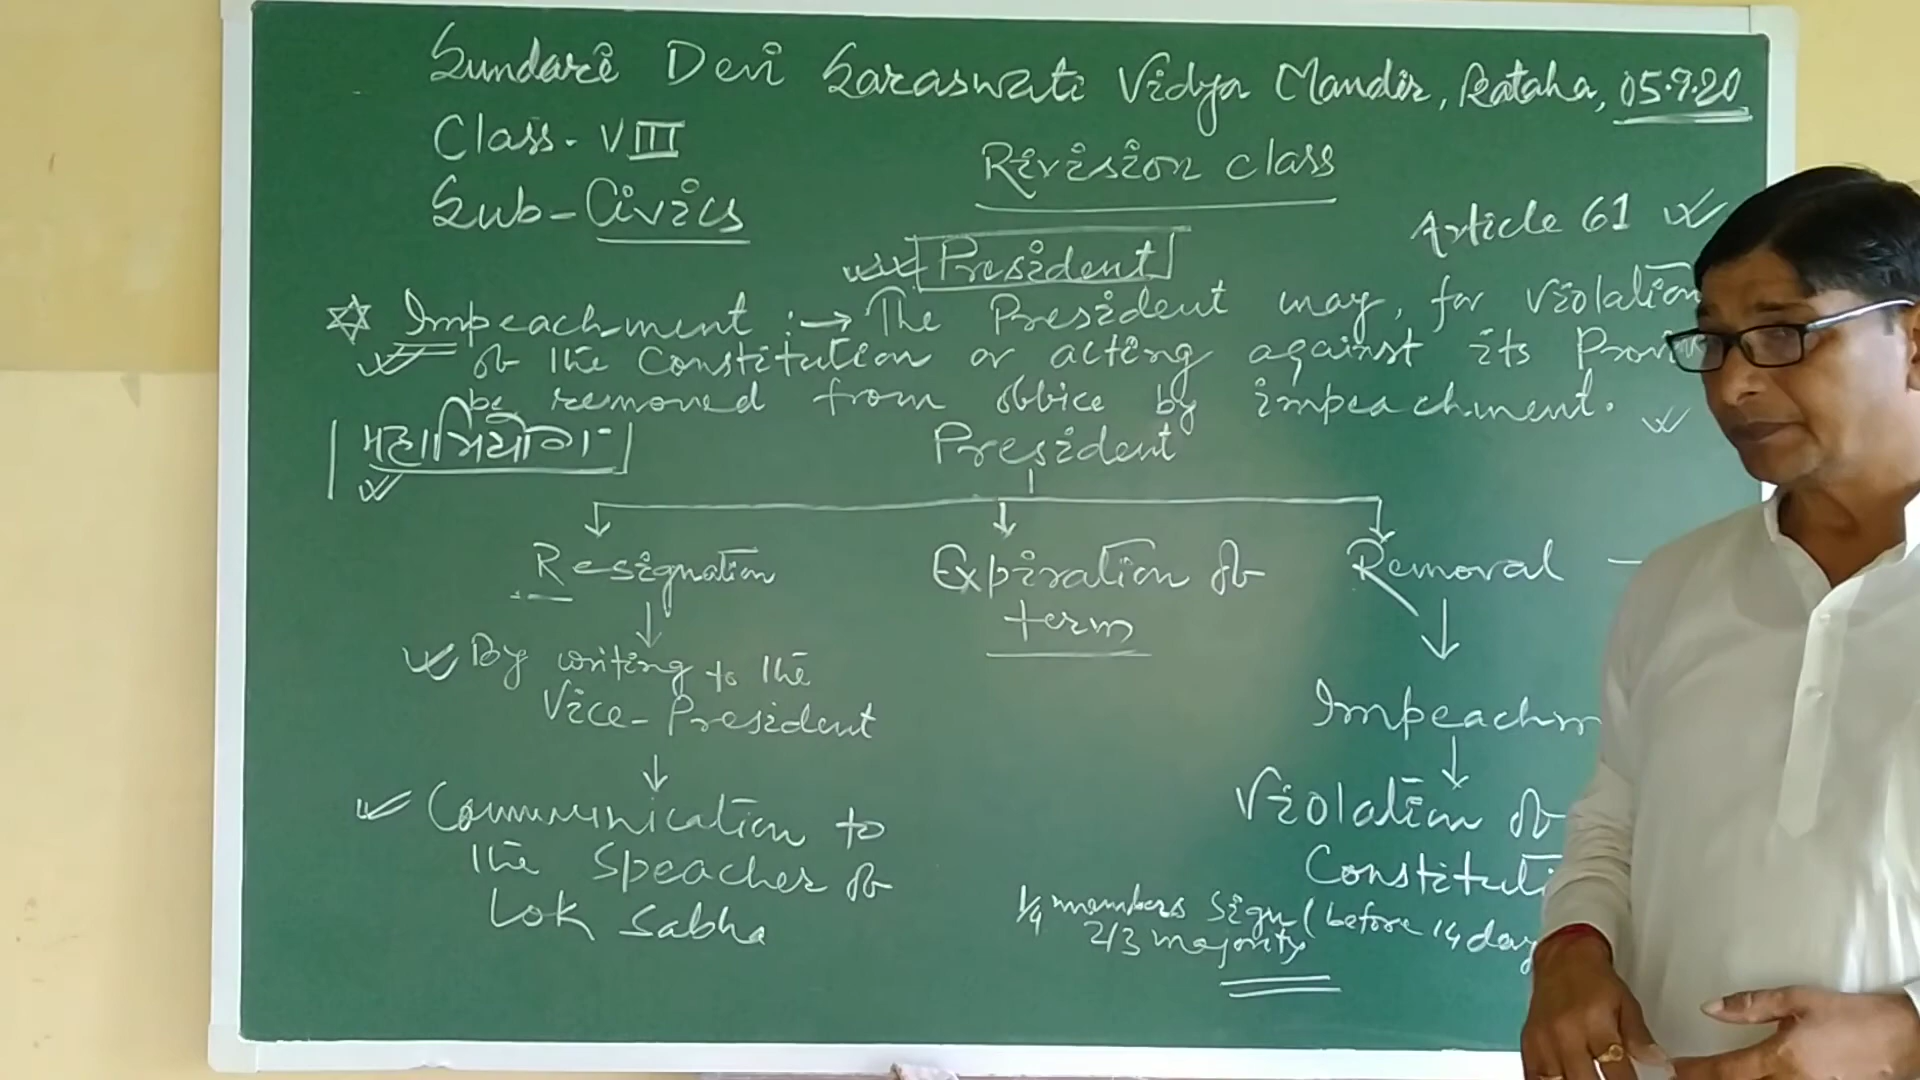 Sundari Devi Saraswati Vidya Mandir, Rataha, 05.9.20
Class - VIII
Rivision class
Sub - Civics
Article 61
President
Impeachment :→ The President may, for violation
of the Constitution or acting against its
be removed from office by impeachment.
महाभियोग
President
Resignation
Expiration of term
Removal
By writing to the
Vice-President
Communication to
the Speacher of
Lok Sabha
Impeachm
Violation of
Constituti
1/4 members sign (before 14 day
2/3 majority